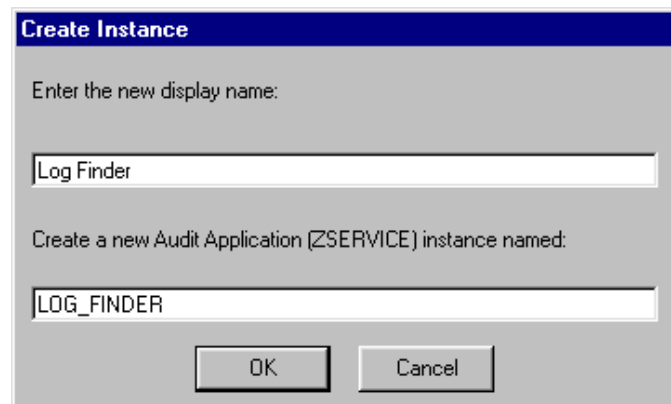 Create Instance
Enter the new display name:
Log Finder
Create a new Audit Application (ZSERVICE) instance named:
LOG_FINDER
OK Cancel